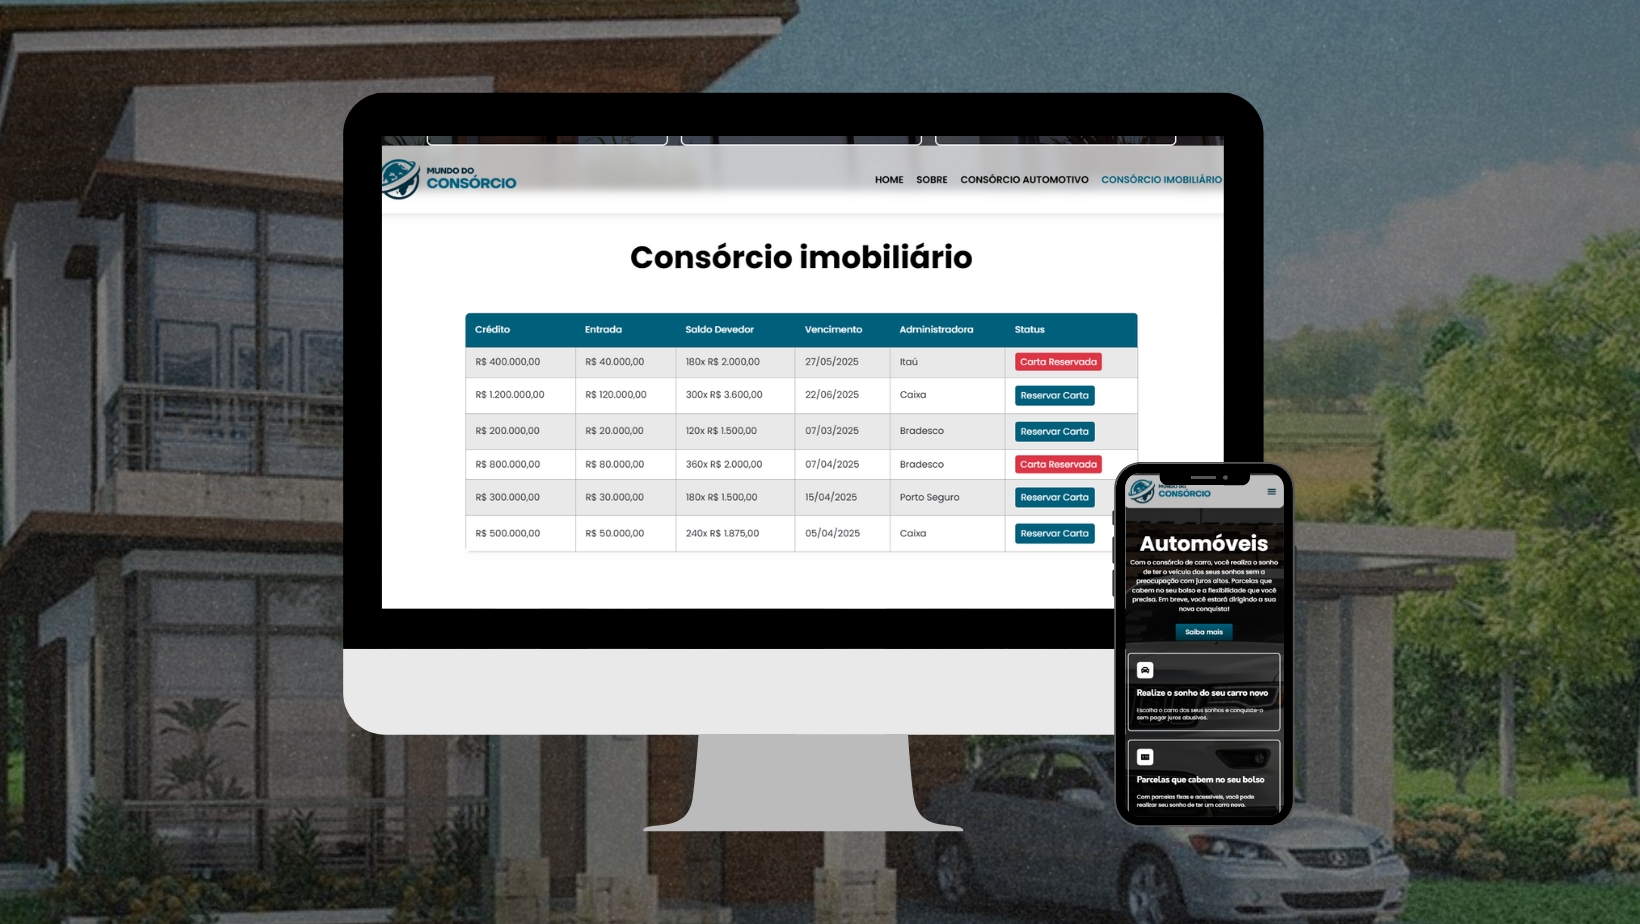 MUNDO DO
CONSÓRCIO
HOME SOBRE CONSÓRCIO AUTOMOTIVO CONSÓRCIO IMOBILIÁRIO
Consórcio imobiliário
Crédito Entrada Saldo Devedor Vencimento Administradora Status
R$ 400.000,00 R$ 40.000,00 180x R$ 2.000,00 27/05/2025 Itaú Carta Reservada
R$ 1.200.000,00 R$ 120.000,00 300x R$ 3.600,00 22/06/2025 Caixa Reservar Carta
R$ 200.000,00 R$ 20.000,00 120x R$ 1.500,00 07/03/2025 Bradesco Reservar Carta
R$ 800.000,00 R$ 80.000,00 360x R$ 2.000,00 07/04/2025 Bradesco Carta Reservada
R$ 300.000,00 R$ 30.000,00 180x R$ 1.500,00 15/04/2025 Porto Seguro Reservar Carta
R$ 500.000,00 R$ 50.000,00 240x R$ 1.875,00 05/04/2025 Caixa Reservar Carta
MUNDO DO
CONSÓRCIO
Automóveis
Com o consórcio de carro, você realiza o sonho
de ter o veículo dos seus sonhos sem a
preocupação com juros altos. Parcelas que
cabem no seu bolso e a flexibilidade que você
precisa. Em breve, você estará dirigindo a sua
nova conquista!
Saiba mais
Realize o sonho do seu carro novo
Escolha o carro dos seus sonhos e conquiste-o
sem pagar juros abusivos.
Parcelas que cabem no seu bolso
Com parcelas fixas e acessíveis, você pode
realizar seu sonho de ter um carro novo.